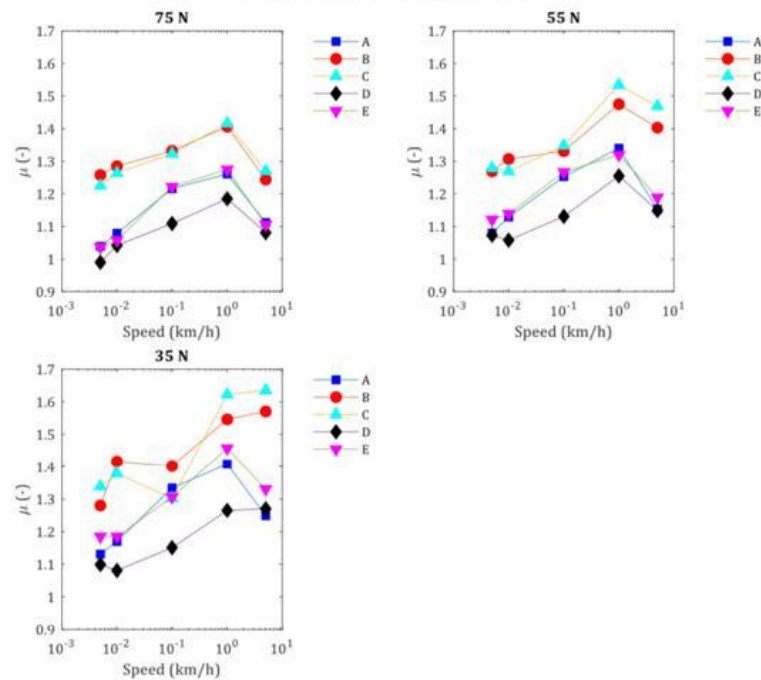 75 N
1.7
1.6
1.5
1.4
1.3
1.2
1.1
1
0.9
μ (-)
10⁻³ 10⁻² 10⁻¹ 10⁰ 10¹
Speed (km/h)
A
B
C
D
E
55 N
1.7
1.6
1.5
1.4
1.3
1.2
1.1
1
0.9
μ (-)
10⁻³ 10⁻² 10⁻¹ 10⁰ 10¹
Speed (km/h)
A
B
C
D
E
35 N
1.7
1.6
1.5
1.4
1.3
1.2
1.1
1
0.9
μ (-)
10⁻³ 10⁻² 10⁻¹ 10⁰ 10¹
Speed (km/h)
A
B
C
D
E